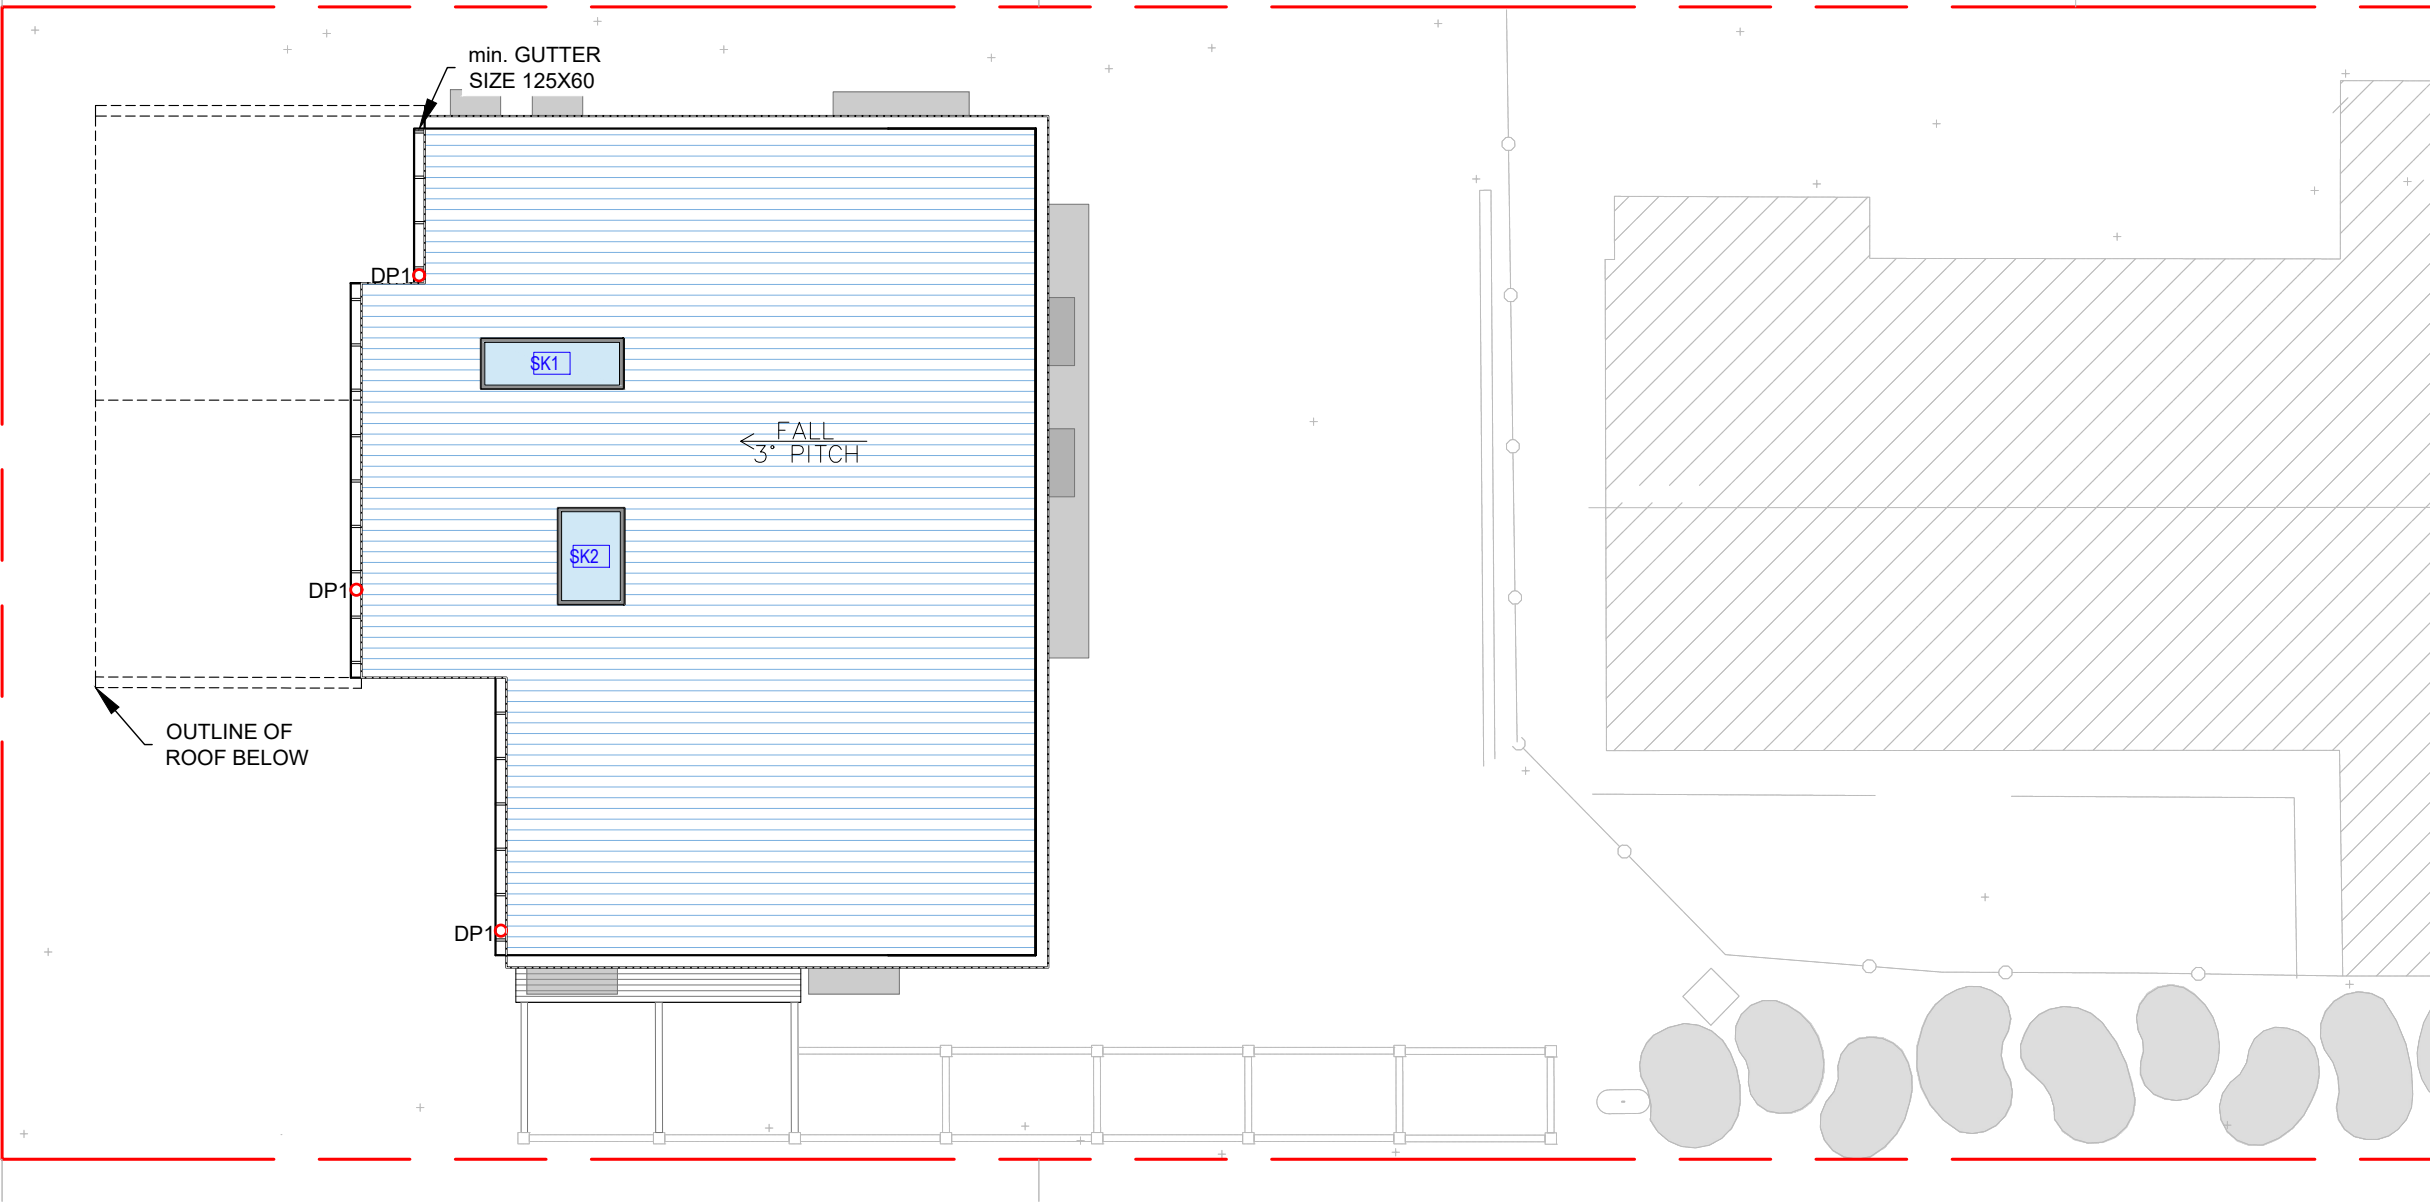 min. GUTTER
SIZE 125X60
DP1
SK1
FALL
3° PITCH
SK2
DP1
OUTLINE OF
ROOF BELOW
DP1